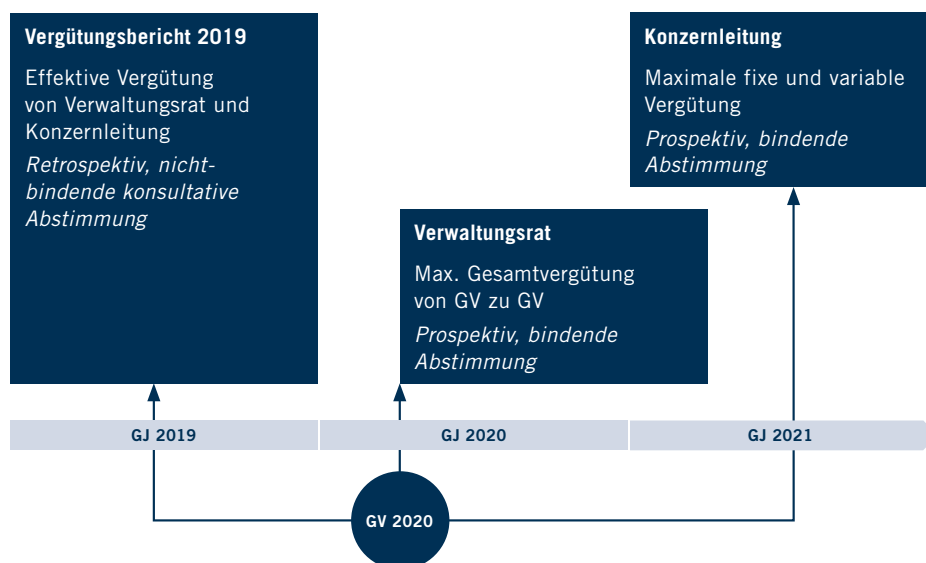 Vergütungsbericht 2019
Effektive Vergütung
von Verwaltungsrat und
Konzernleitung
Retrospektiv, nicht-
bindende konsultative
Abstimmung
Verwaltungsrat
Max. Gesamtvergütung
von GV zu GV
Prospektiv, bindende
Abstimmung
Konzernleitung
Maximale fixe und variable
Vergütung
Prospektiv, bindende
Abstimmung
GJ 2019
GJ 2020
GJ 2021
GV 2020